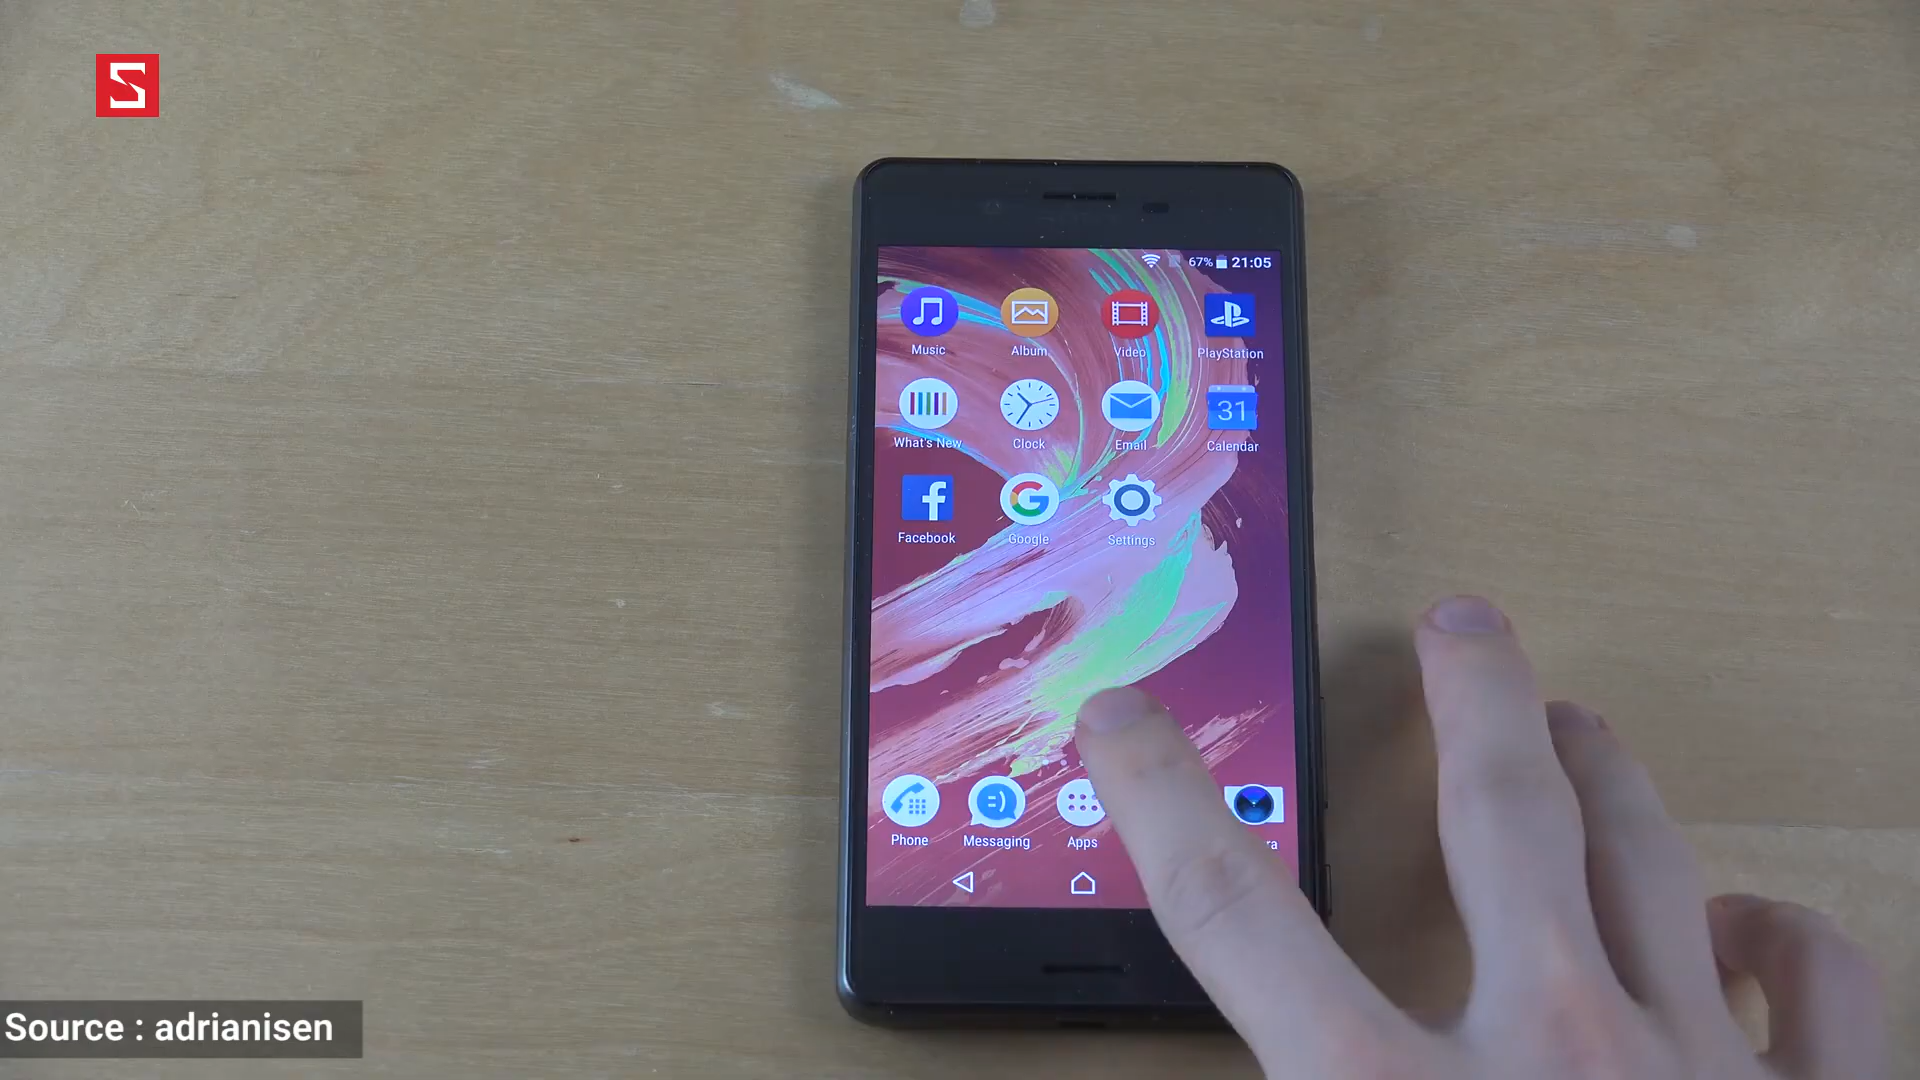 S
67% 21:05
Music Album Video PlayStation
31
What's New Clock Email Calendar
f G
Facebook Google Settings
Phone Messaging Apps ra
Source : adrianisen